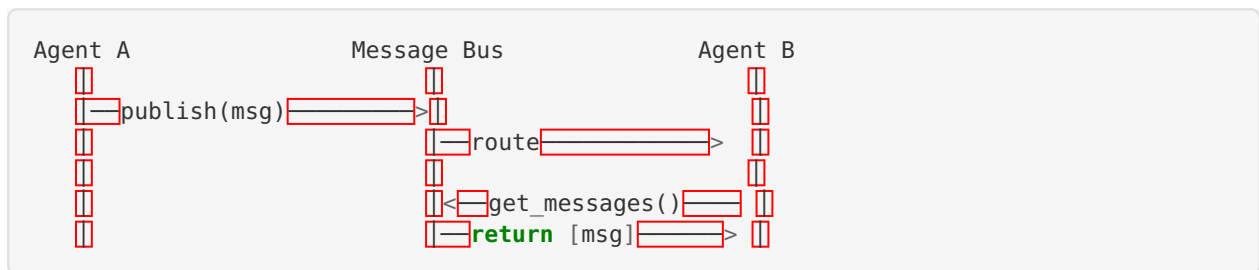 Agent A                 Message Bus               Agent B
    │                          │                        │
    │──publish(msg)─────────>│                        │
    │                          │──route────────────>  │
    │                          │                        │
    │                          │<──get_messages()──── │
    │                          │──return [msg]──────> │